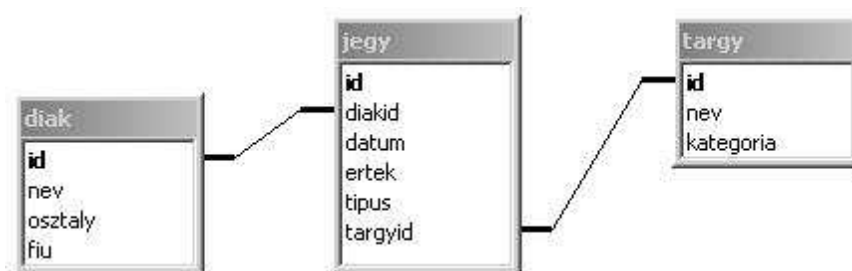 diak
id
nev
osztaly
fiu
jegy
id
diakid
datum
ertek
tipus
targyid
targy
id
nev
kategoria